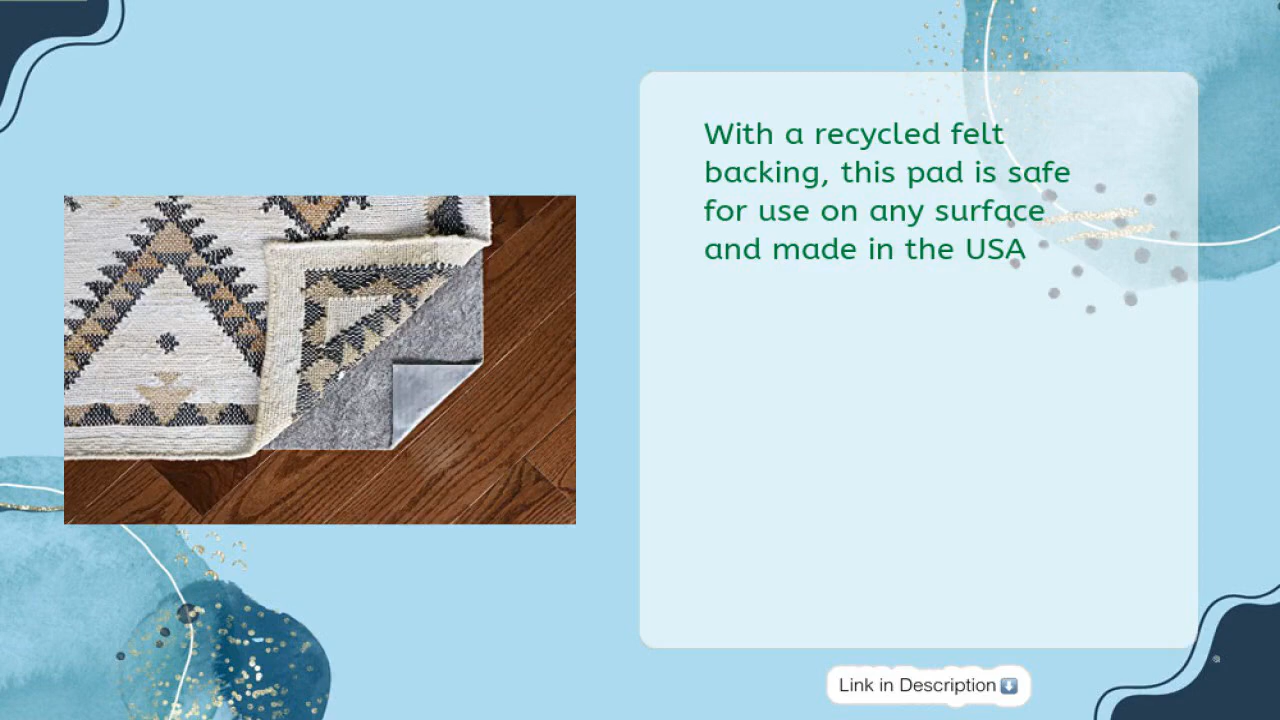 With a recycled felt
backing, this pad is safe
for use on any surface
and made in the USA
Link in Description⬇️